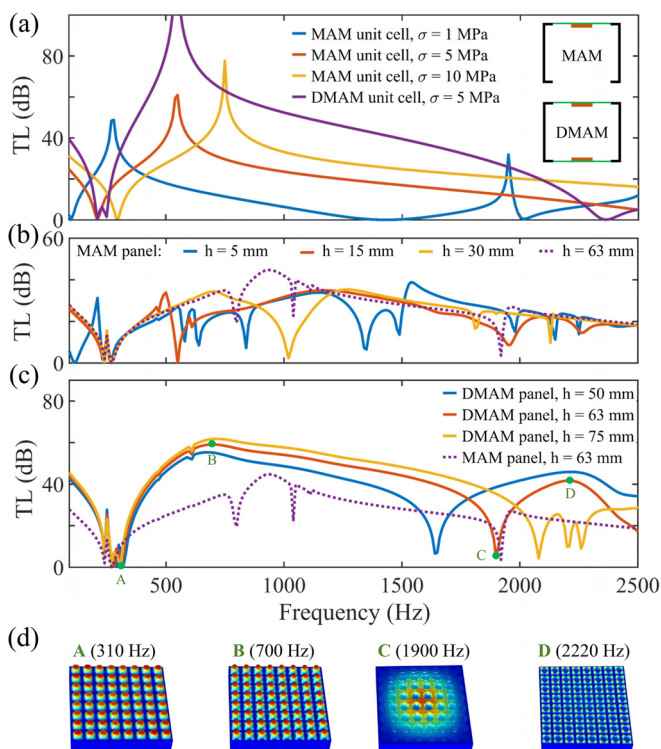 (a)
80
40
0
TL (dB)
MAM unit cell, σ = 1 MPa
MAM unit cell, σ = 5 MPa
MAM unit cell, σ = 10 MPa
DMAM unit cell, σ = 5 MPa
MAM
DMAM
(b)
60
0
TL (dB)
MAM panel: h = 5 mm h = 15 mm h = 30 mm h = 63 mm
(c)
80
40
0
TL (dB)
DMAM panel, h = 50 mm
DMAM panel, h = 63 mm
DMAM panel, h = 75 mm
MAM panel, h = 63 mm
B
D
C
A
500 1000 1500 2000 2500
Frequency (Hz)
(d)
A (310 Hz) B (700 Hz) C (1900 Hz) D (2220 Hz)